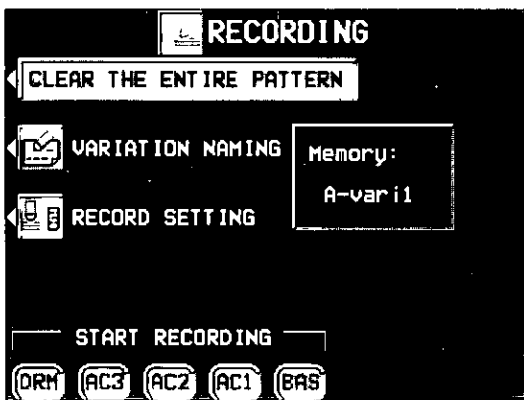 RECORDING
CLEAR THE ENTIRE PATTERN
VARIATION NAMING
Memory:
A-vari1
RECORD SETTING
START RECORDING
DRM AC3 AC2 AC1 BAS